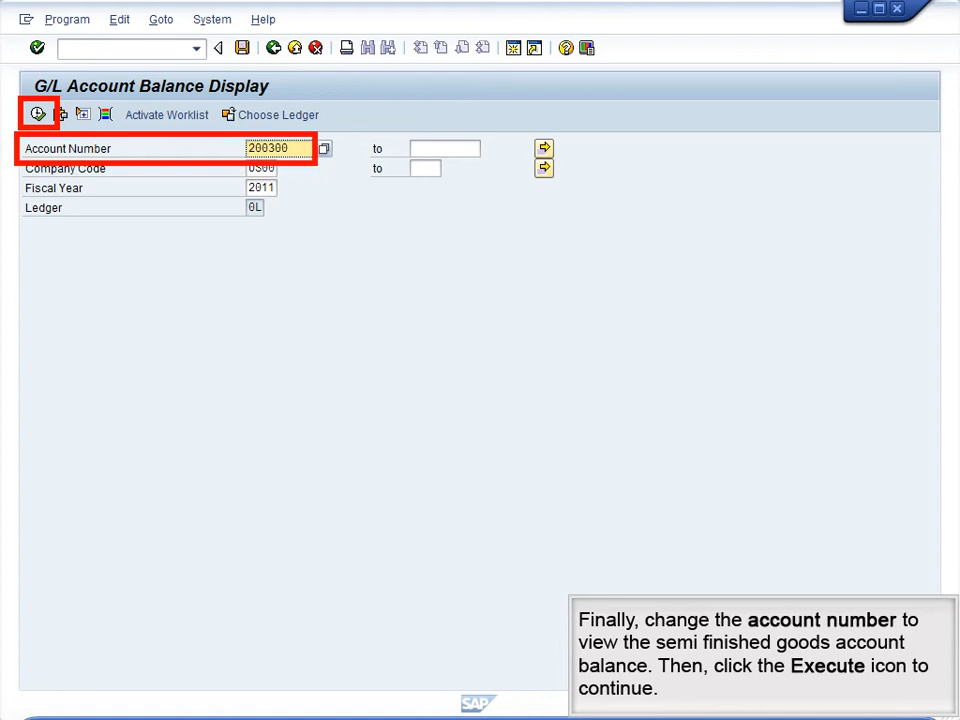 Program Edit Goto System Help
G/L Account Balance Display
Activate Worklist Choose Ledger
Account Number 200300 to
Company Code US00 to
Fiscal Year 2011
Ledger 0L
Finally, change the account number to
view the semi finished goods account
balance. Then, click the Execute icon to
continue.
SAP